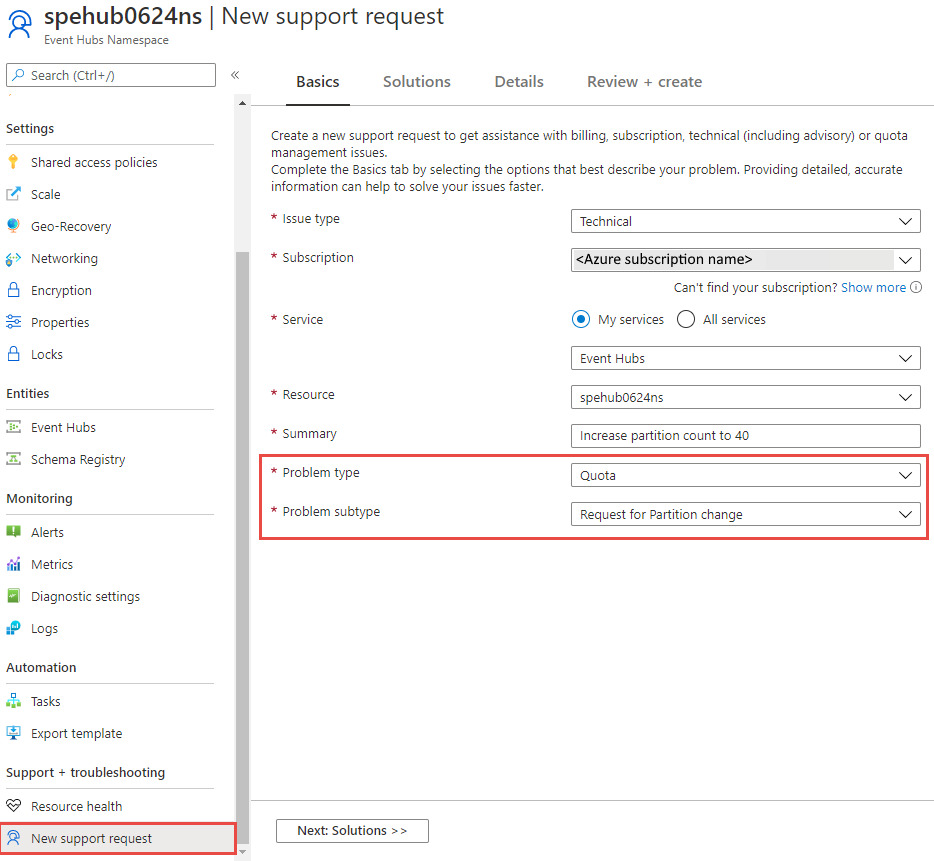 spehub0624ns | New support request
Event Hubs Namespace
Search (Ctrl+/)
«
Settings
Shared access policies
Scale
Geo-Recovery
Networking
Encryption
Properties
Locks
Entities
Event Hubs
Schema Registry
Monitoring
Alerts
Metrics
Diagnostic settings
Logs
Automation
Tasks
Export template
Support + troubleshooting
Resource health
New support request
Basics Solutions Details Review + create
Create a new support request to get assistance with billing, subscription, technical (including advisory) or quota
management issues.
Complete the Basics tab by selecting the options that best describe your problem. Providing detailed, accurate
information can help to solve your issues faster.
* Issue type Technical
* Subscription <Azure subscription name>
Can't find your subscription? Show more
* Service My services All services
Event Hubs
* Resource spehub0624ns
* Summary Increase partition count to 40
* Problem type Quota
* Problem subtype Request for Partition change
Next: Solutions >>